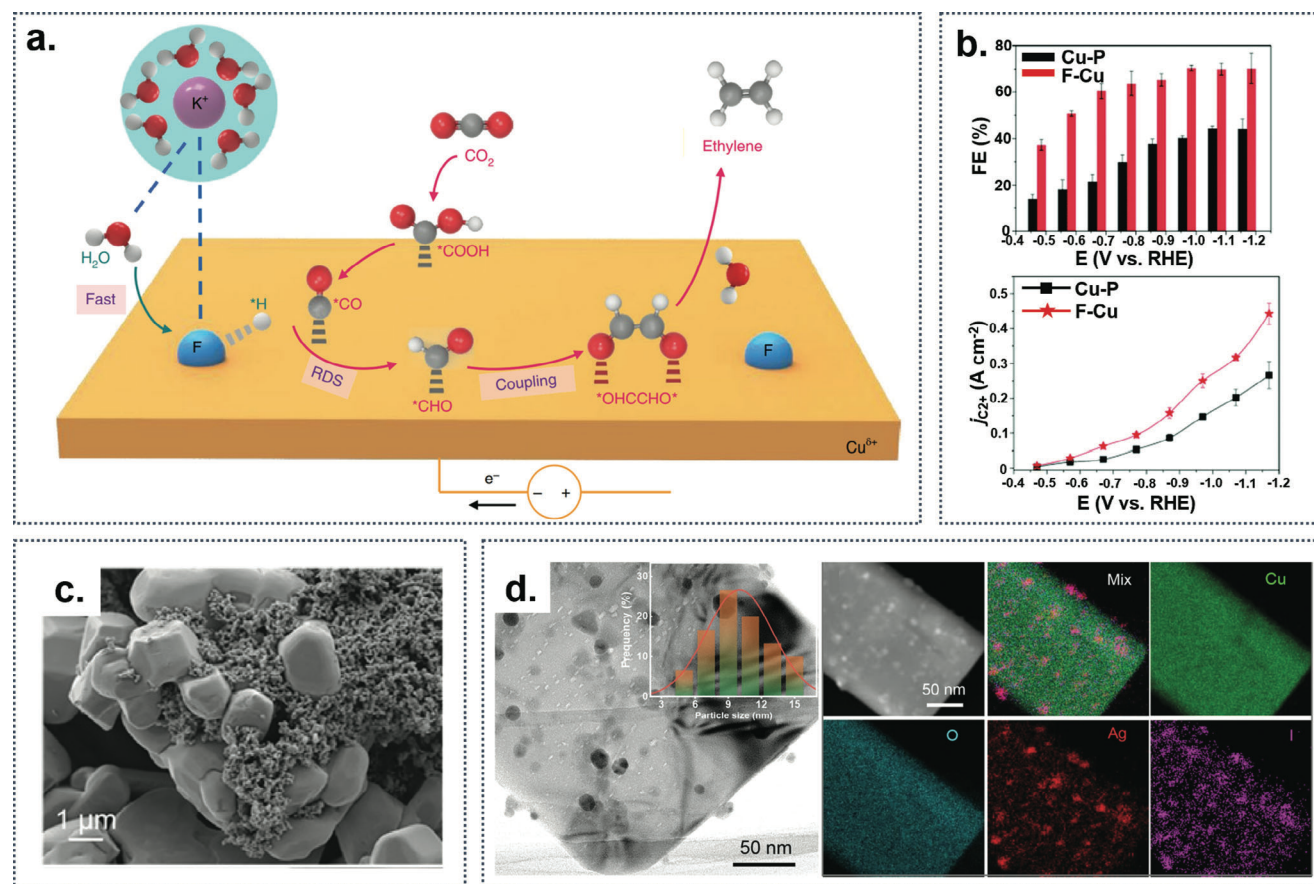 a.
K⁺
H₂O
Fast
*H
F
CO₂
*COOH
*CO
RDS
*CHO
Coupling
*OHCCHO*
Ethylene
F
Cuᵟ⁺
e⁻
− +
b.
Cu-P
F-Cu
FE (%)
80
60
40
20
0
-0.4 -0.5 -0.6 -0.7 -0.8 -0.9 -1.0 -1.1 -1.2
E (V vs. RHE)
Cu-P
F-Cu
j_C2+ (A cm⁻²)
0.5
0.4
0.3
0.2
0.1
0
-0.4 -0.5 -0.6 -0.7 -0.8 -0.9 -1.0 -1.1 -1.2
E (V vs. RHE)
c.
1 μm
d.
Frequency (%)
30
20
10
0
3 6 9 12 15
Particle size (nm)
50 nm
50 nm
Mix
Cu
O
Ag
I